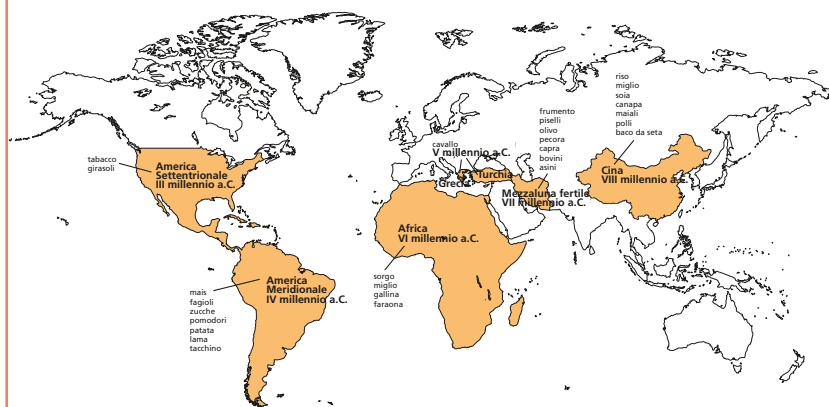 tabacco
girasoli
America
Settentrionale
III millennio a.C.
mais
fagioli
zucche
pomodori
patata
lama
tacchino
America
Meridionale
IV millennio a.C.
cavallo
V millennio a.C.
Grecia
Turchia
Africa
VI millennio a.C.
sorgo
miglio
gallina
faraona
frumento
piselli
olivo
pecora
capra
bovini
asini
Mezzaluna fertile
VII millennio a.C.
riso
miglio
soia
canapa
maiali
polli
baco da seta
Cina
VIII millennio a.C.